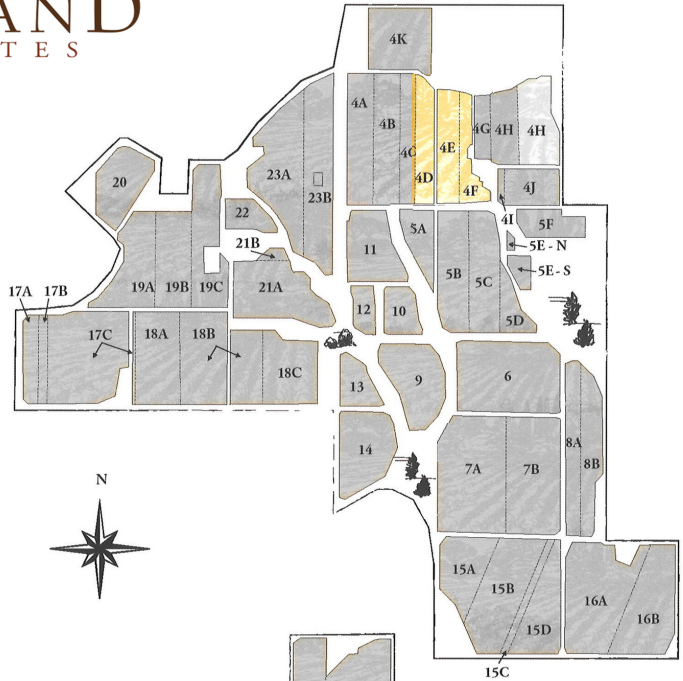 AND
TES
4K
4A
4B
4C
4D
4E
4F
4G
4H
4H
4I
4J
20
22
23A
23B
5A
5F
5E - N
5E - S
5B
5C
5D
21B
21A
11
19A
19B
19C
17A
17B
17C
18A
18B
18C
12
10
13
9
6
14
7A
7B
8A
8B
N
15A
15B
15D
15C
16A
16B